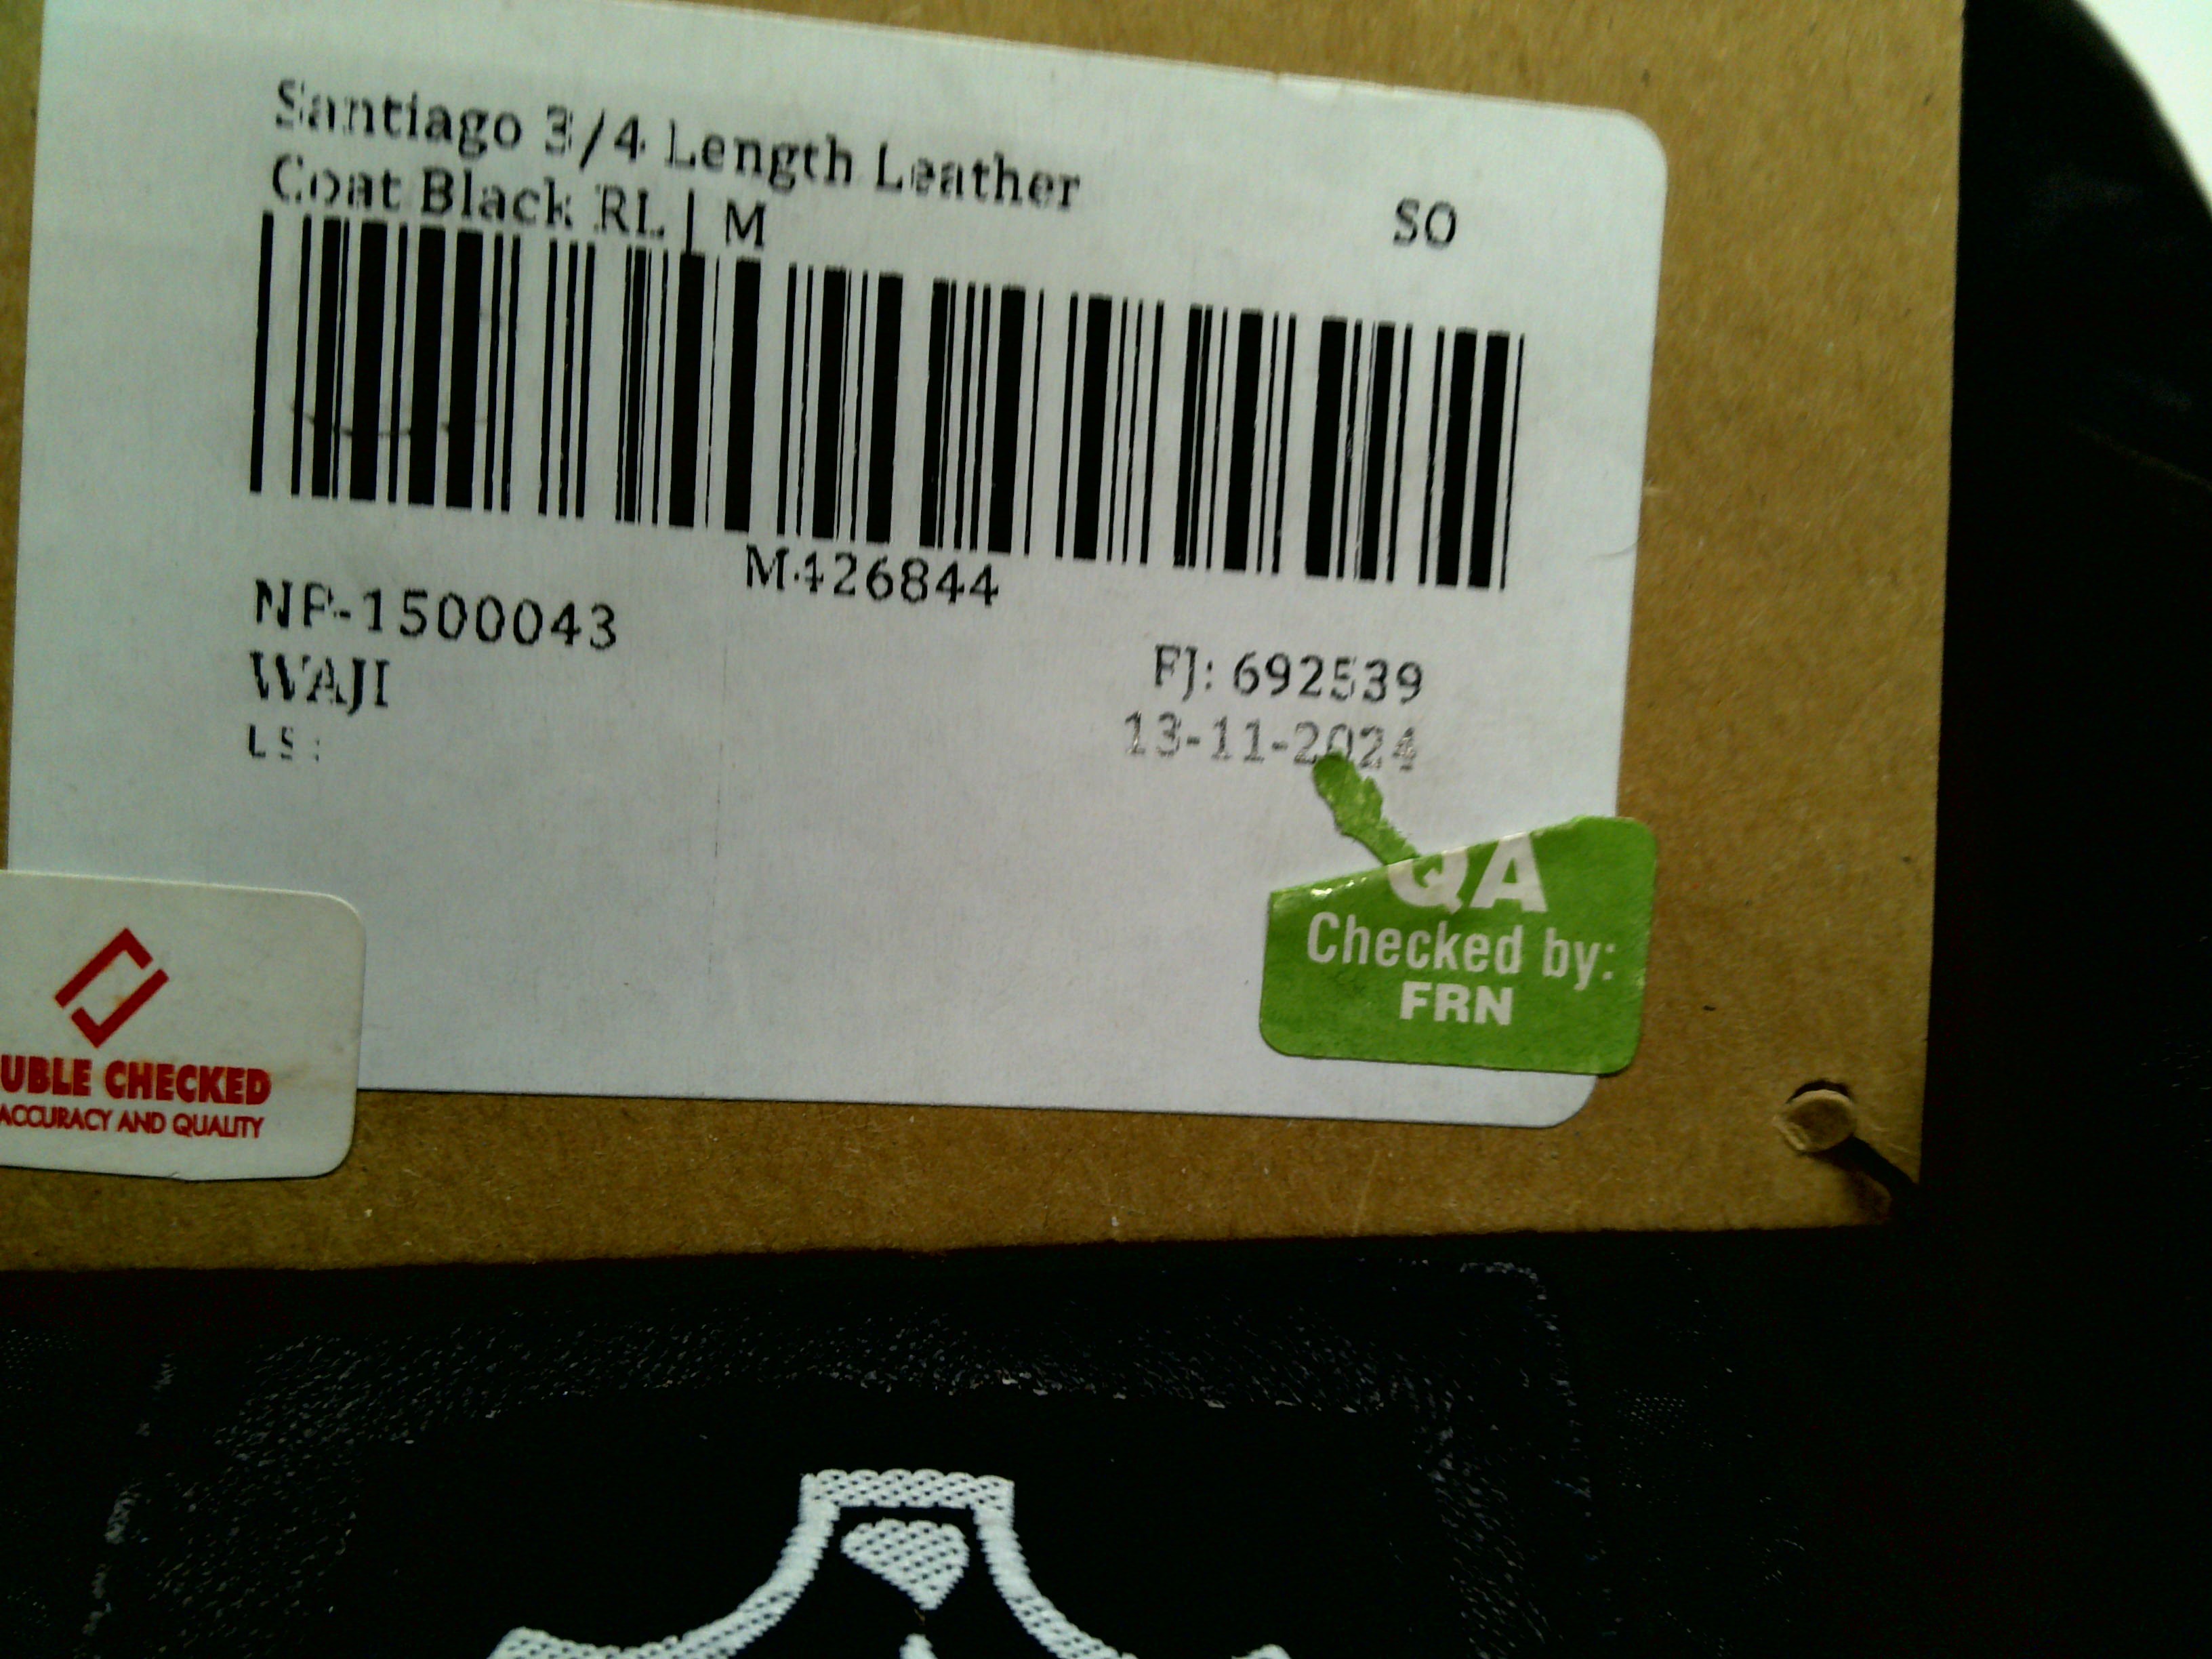 Santiago 3/4 Length Leather
Coat Black RL | M
SO
M426844
NP-1500043
WAJI
LS:
FJ: 692539
13-11-2024
QA
Checked by:
FRN
UBLE CHECKED
ACCURACY AND QUALITY